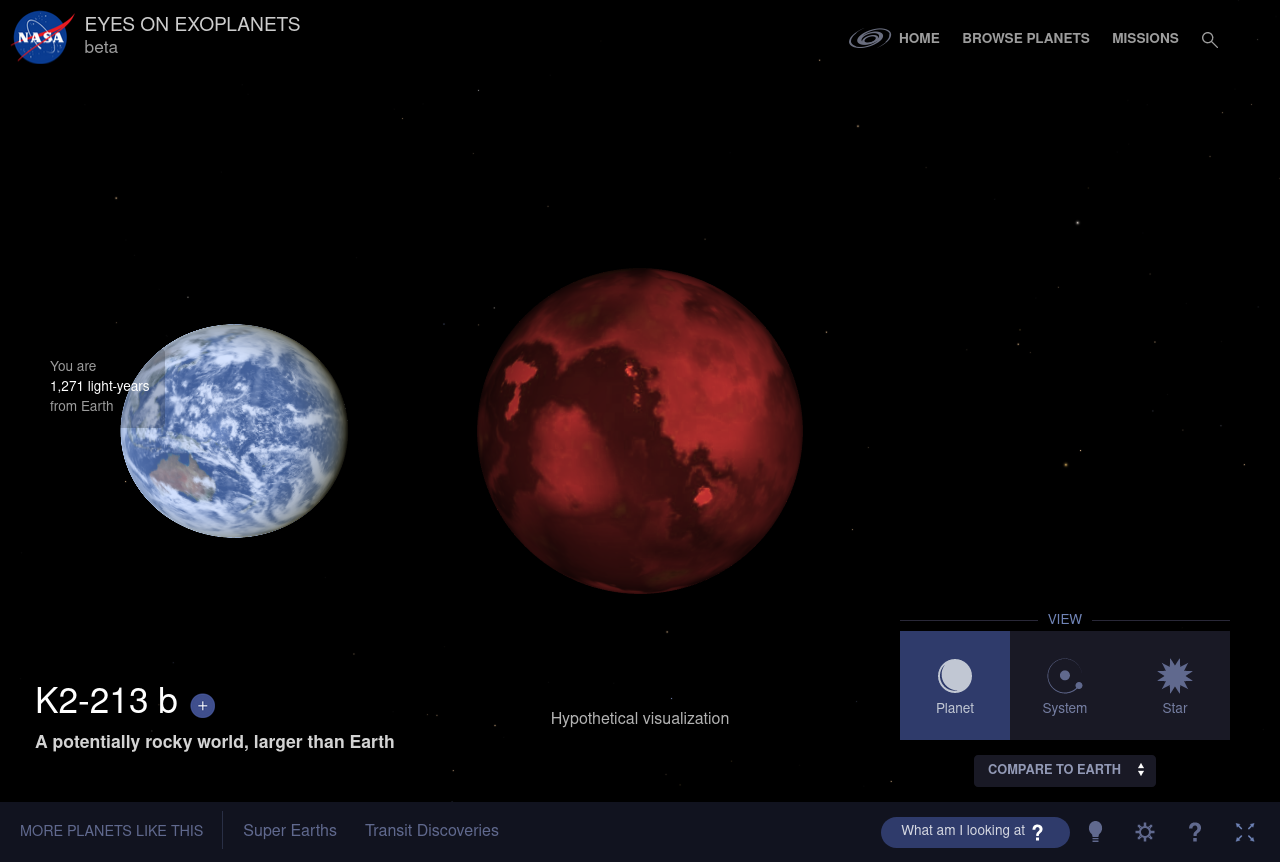 NASA
EYES ON EXOPLANETS
beta
HOME
BROWSE PLANETS
MISSIONS
You are
1,271 light-years
from Earth
VIEW
Planet
System
Star
K2-213 b +
A potentially rocky world, larger than Earth
Hypothetical visualization
COMPARE TO EARTH
MORE PLANETS LIKE THIS
Super Earths
Transit Discoveries
What am I looking at ?
?